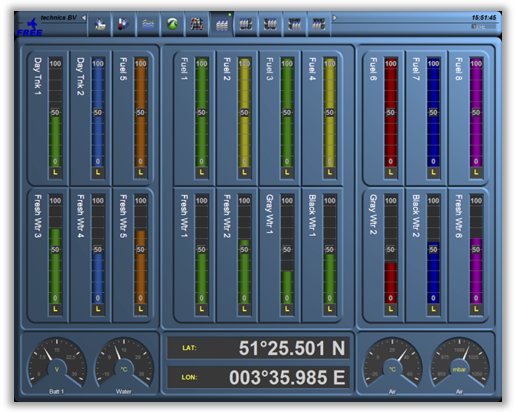 technics BV
FREE
15:51:45
Day Tnk 1
Day Tnk 2
Fuel 5
Fuel 1
Fuel 2
Fuel 3
Fuel 4
Fuel 6
Fuel 7
Fuel 8
100 100 100 100 100 100 100 100 100 100
50 50 50 50 50 50 50 50 50 50
0 0 0 0 0 0 0 0 0 0
L L L L L L L L L L
Fresh Wtr 3
Fresh Wtr 4
Fresh Wtr 5
Fresh Wtr 1
Fresh Wtr 2
Gray Wtr 1
Black Wtr 1
Gray Wtr 2
Black Wtr 2
Fresh Wtr 6
100 100 100 100 100 100 100 100 100 100
50 50 50 50 50 50 50 50 50 50
0 0 0 0 0 0 0 0 0 0
L L L L L L L L L L
LAT: 51°25.501 N
LON: 003°35.985 E
V
Batt 1
°C
Water
°C
Air
mbar
Air